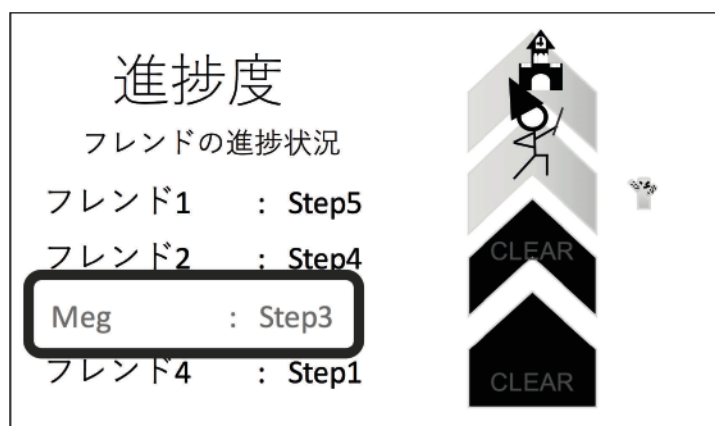 進捗度
フレンドの進捗状況
フレンド1 : Step5
フレンド2 : Step4
Meg : Step3
フレンド4 : Step1
CLEAR
CLEAR